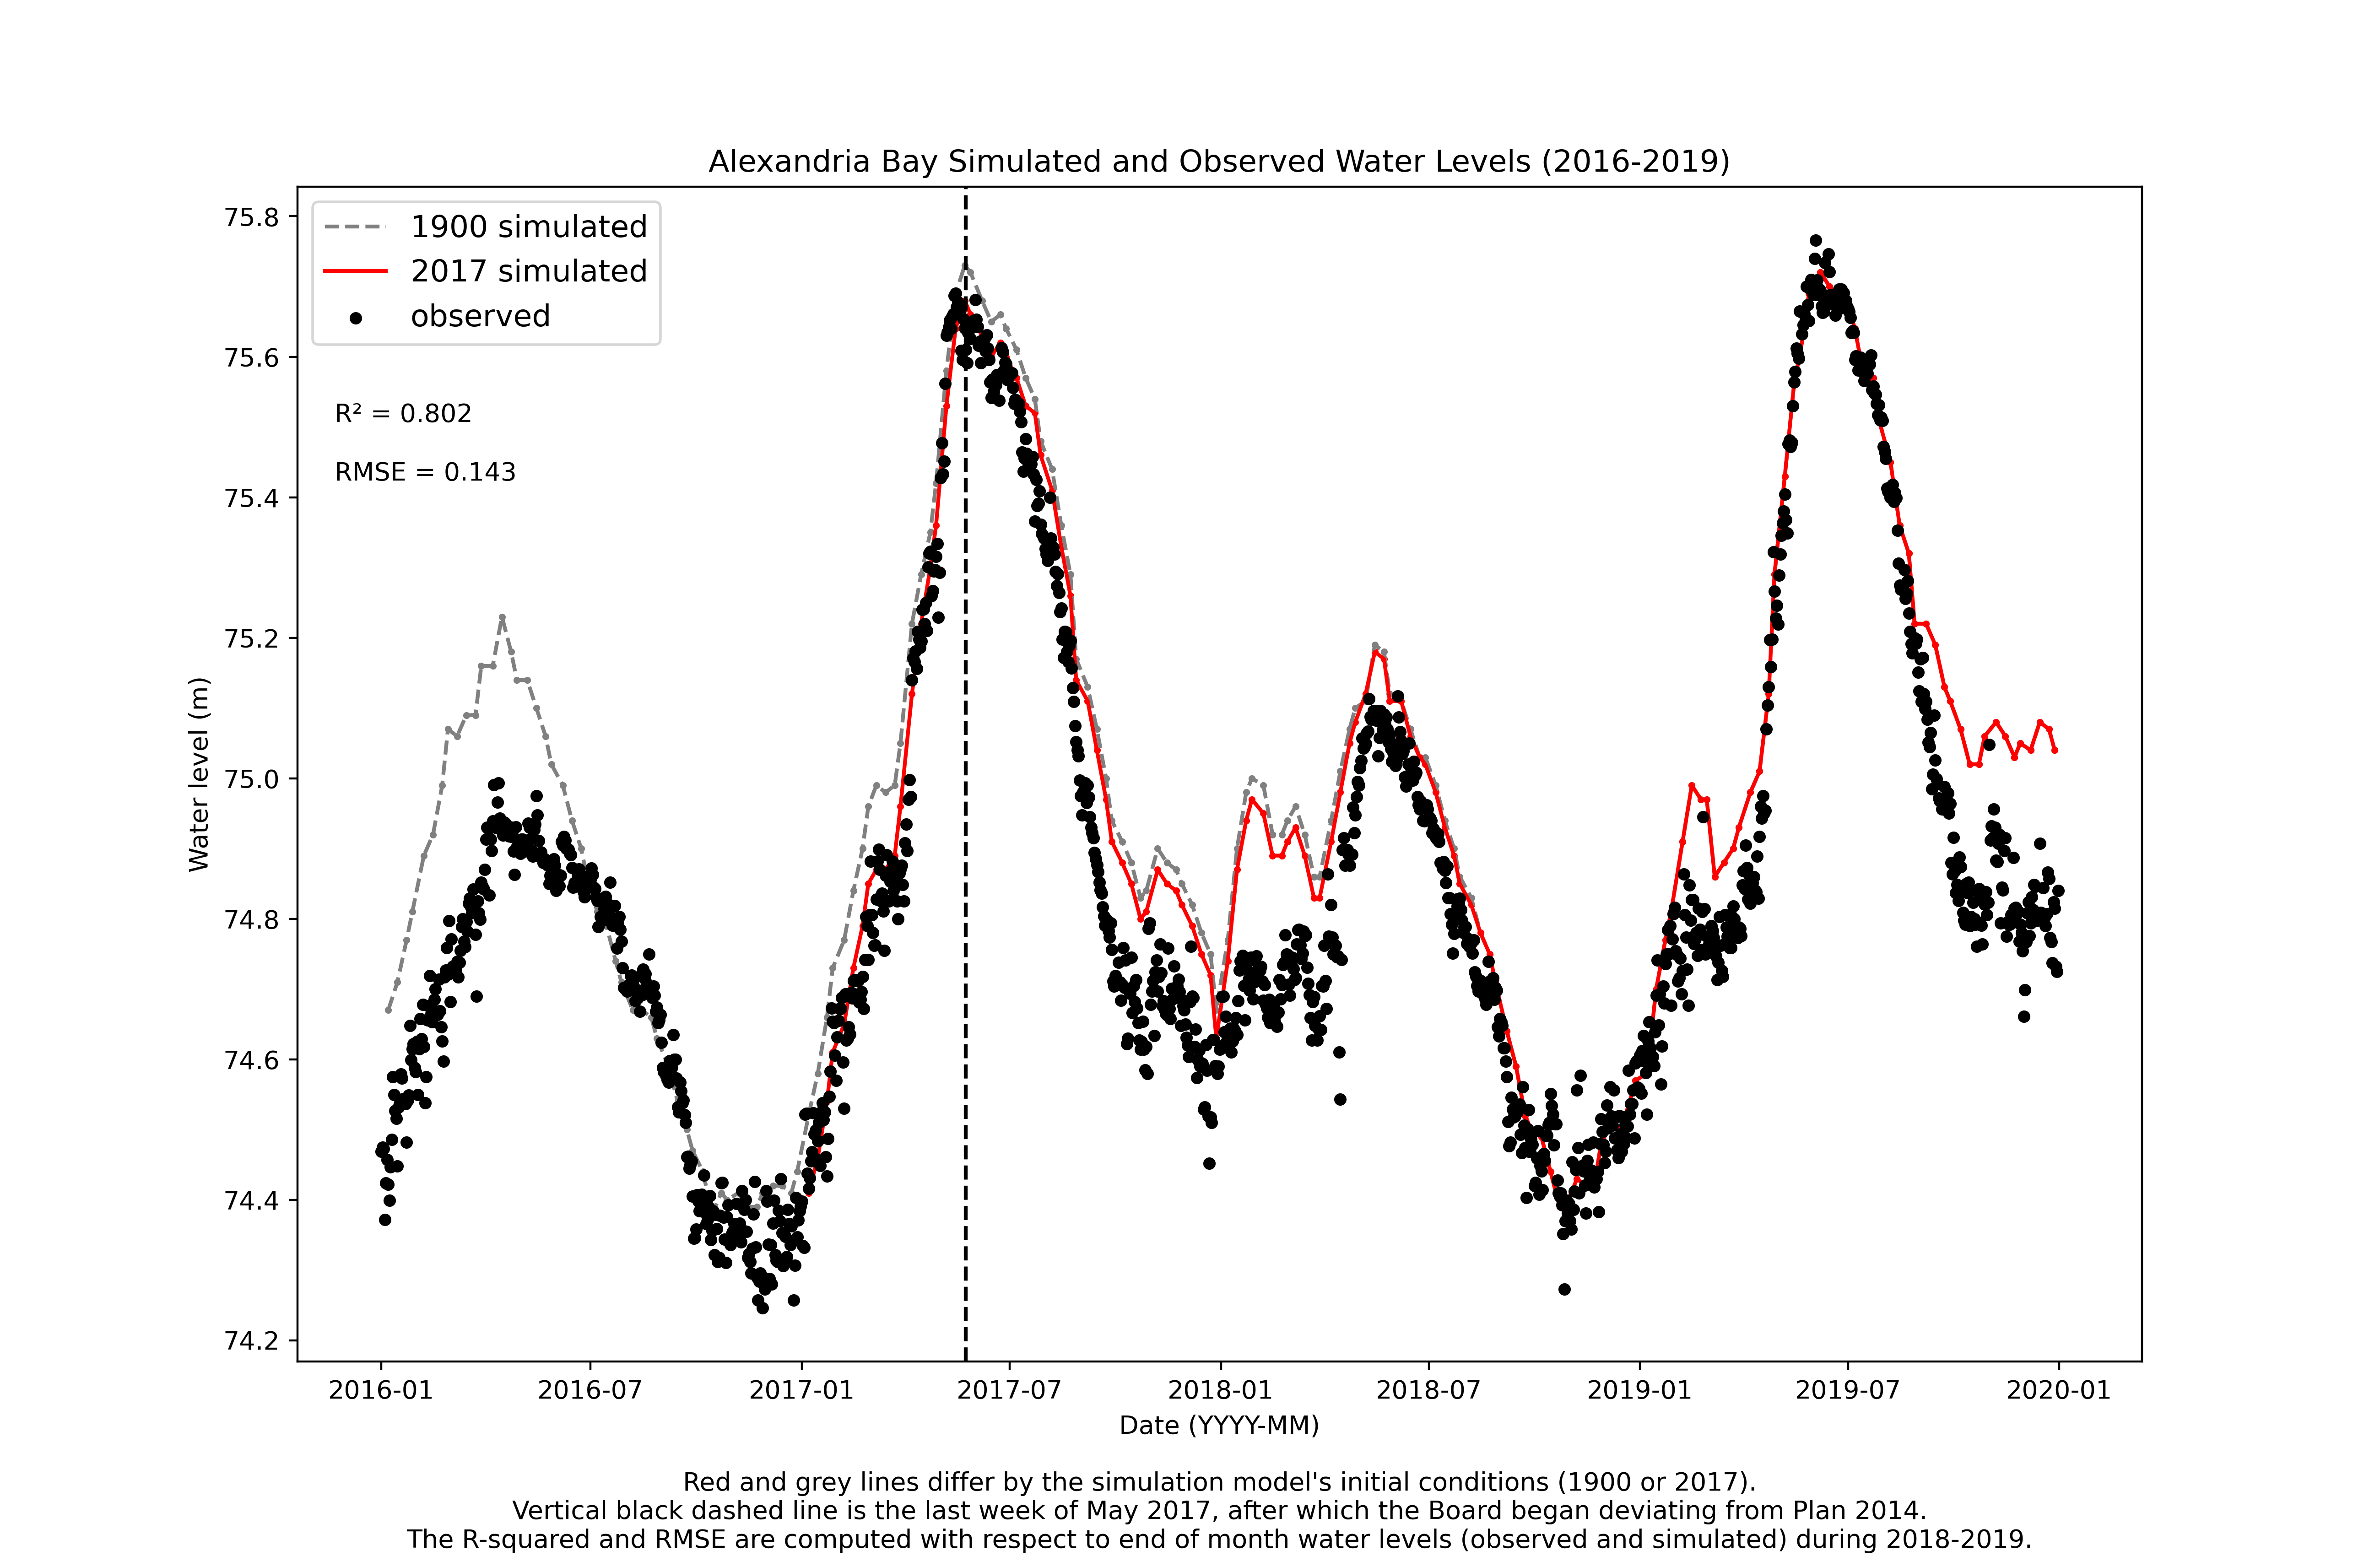 Alexandria Bay Simulated and Observed Water Levels (2016-2019)
1900 simulated
2017 simulated
observed
R² = 0.802
RMSE = 0.143
Water level (m)
75.8
75.6
75.4
75.2
75.0
74.8
74.6
74.4
74.2
2016-01 2016-07 2017-01 2017-07 2018-01 2018-07 2019-01 2019-07 2020-01
Date (YYYY-MM)
Red and grey lines differ by the simulation model's initial conditions (1900 or 2017).
Vertical black dashed line is the last week of May 2017, after which the Board began deviating from Plan 2014.
The R-squared and RMSE are computed with respect to end of month water levels (observed and simulated) during 2018-2019.